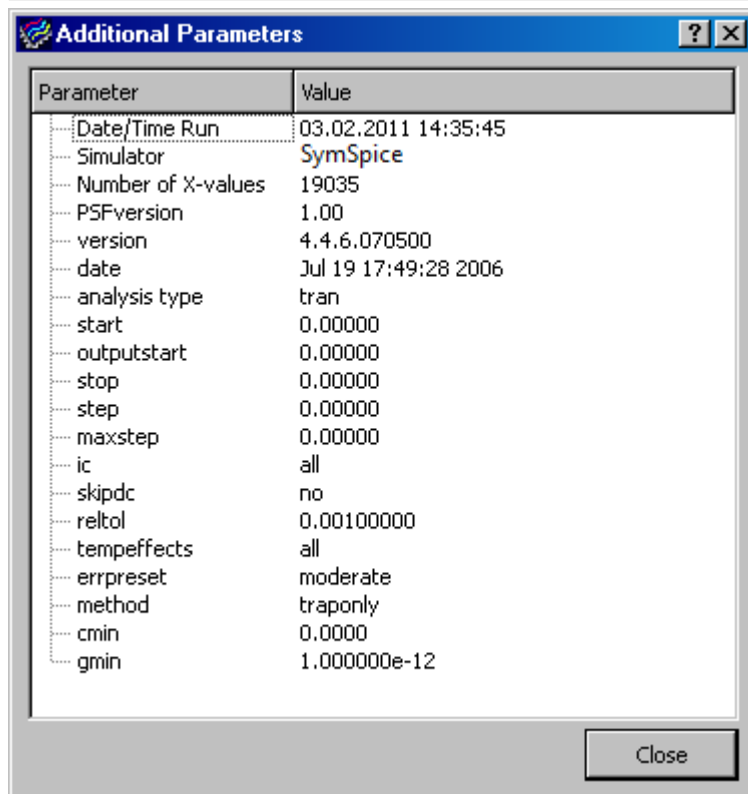 Additional Parameters
Parameter Value
Date/Time Run 03.02.2011 14:35:45
Simulator SymSpice
Number of X-values 19035
PSFversion 1.00
version 4.4.6.070500
date Jul 19 17:49:28 2006
analysis type tran
start 0.00000
outputstart 0.00000
stop 0.00000
step 0.00000
maxstep 0.00000
ic all
skipdc no
reltol 0.00100000
tempeffects all
errpreset moderate
method traponly
cmin 0.0000
gmin 1.000000e-12
Close